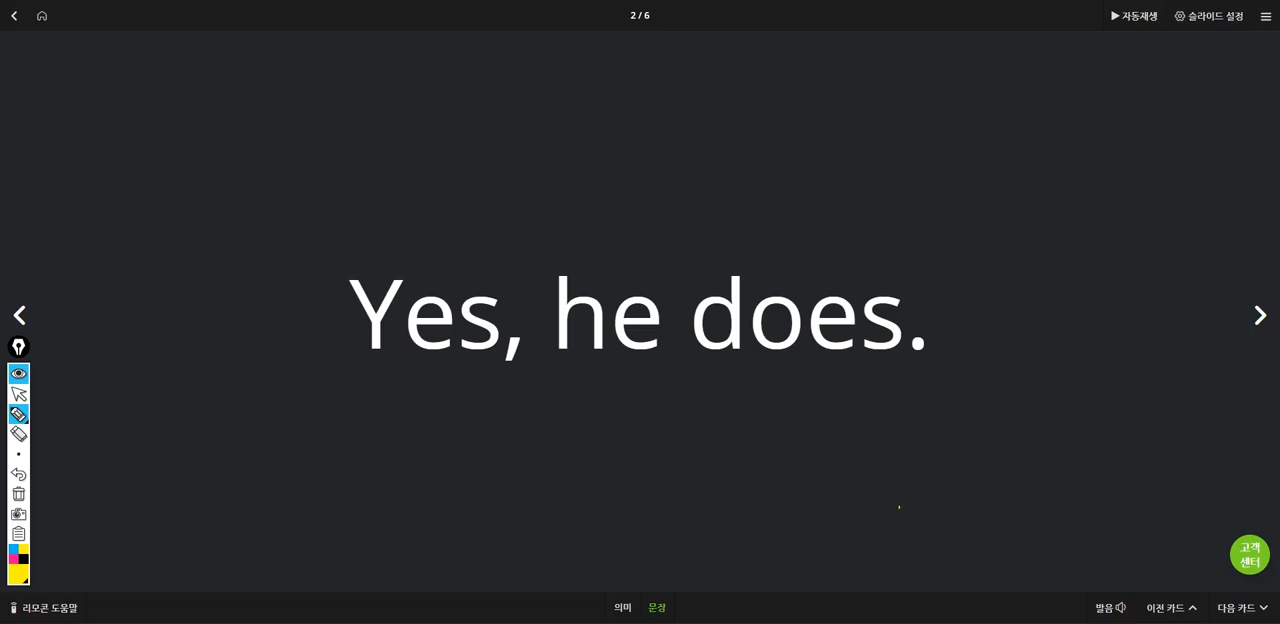 2 / 6
자동재생
슬라이드 설정
Yes, he does.
고객
센터
리모콘 도움말
의미
문장
발음
이전 카드
다음 카드